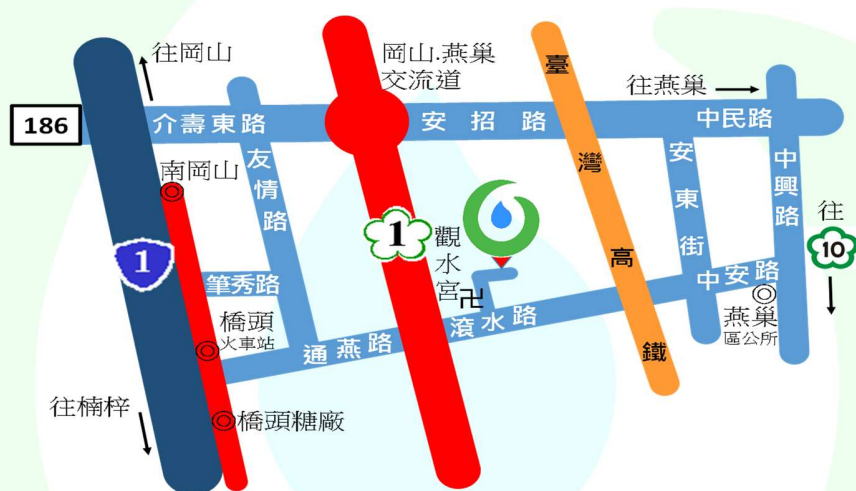 往岡山
岡山.燕巢
交流道
臺灣高鐵
往燕巢
186
介壽東路
安招路
中民路
友情路
安東街
中興路
南岡山
1
1
觀水宮
卍
往
10
筆秀路
中安路
滾水路
橋頭
火車站
通燕路
燕巢
區公所
往楠梓
橋頭糖廠